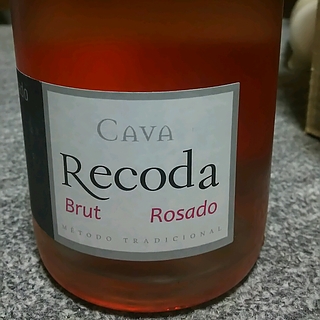 CAVA
Recoda
Brut Rosado
MÉTODO TRADICIONAL